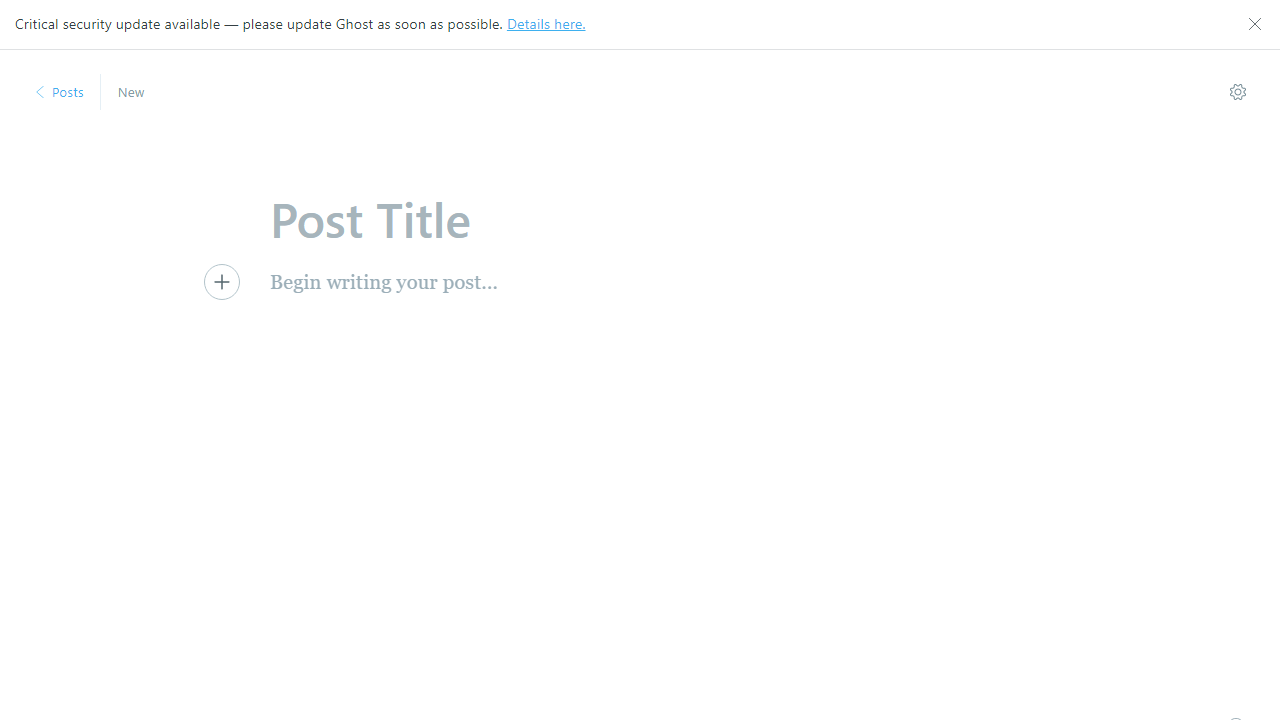 Critical security update available — please update Ghost as soon as possible. Details here.
Posts
New
Post Title
Begin writing your post...